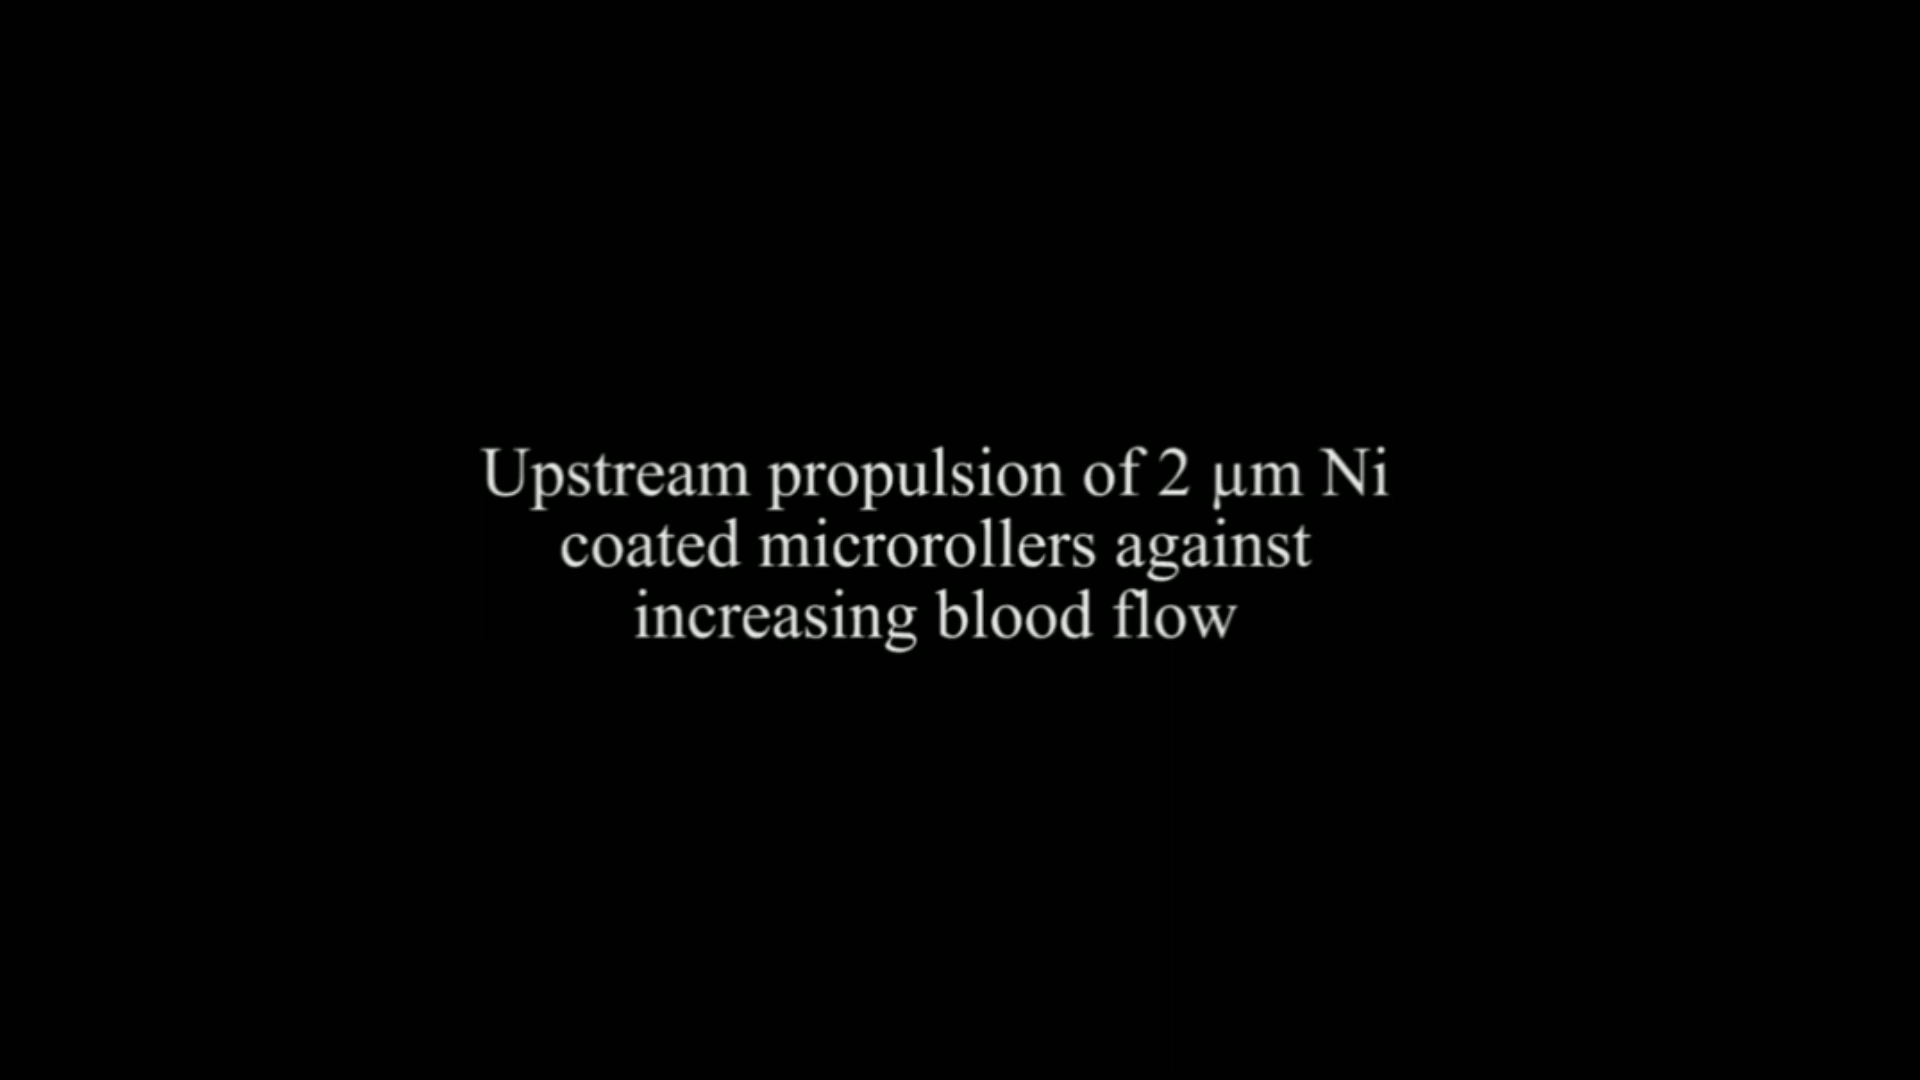 Upstream propulsion of 2 µm Ni
coated microrollers against
increasing blood flow